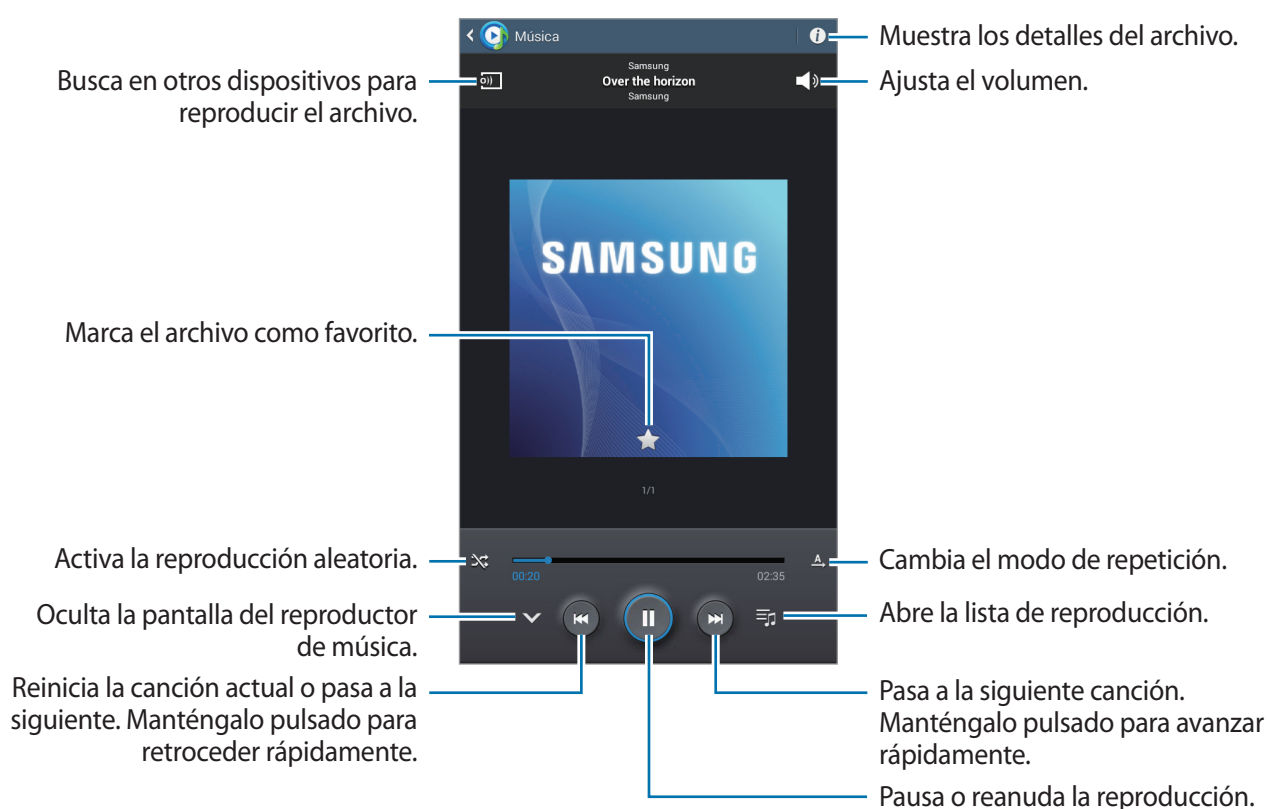 Música
Muestra los detalles del archivo.
Samsung
Over the horizon
Samsung
Busca en otros dispositivos para
reproducir el archivo.
Ajusta el volumen.
SAMSUNG
Marca el archivo como favorito.
1/1
Activa la reproducción aleatoria.
Cambia el modo de repetición.
A
00:20
02:35
Oculta la pantalla del reproductor
de música.
Abre la lista de reproducción.
Reinicia la canción actual o pasa a la
siguiente. Manténgalo pulsado para
retroceder rápidamente.
Pasa a la siguiente canción.
Manténgalo pulsado para avanzar
rápidamente.
Pausa o reanuda la reproducción.